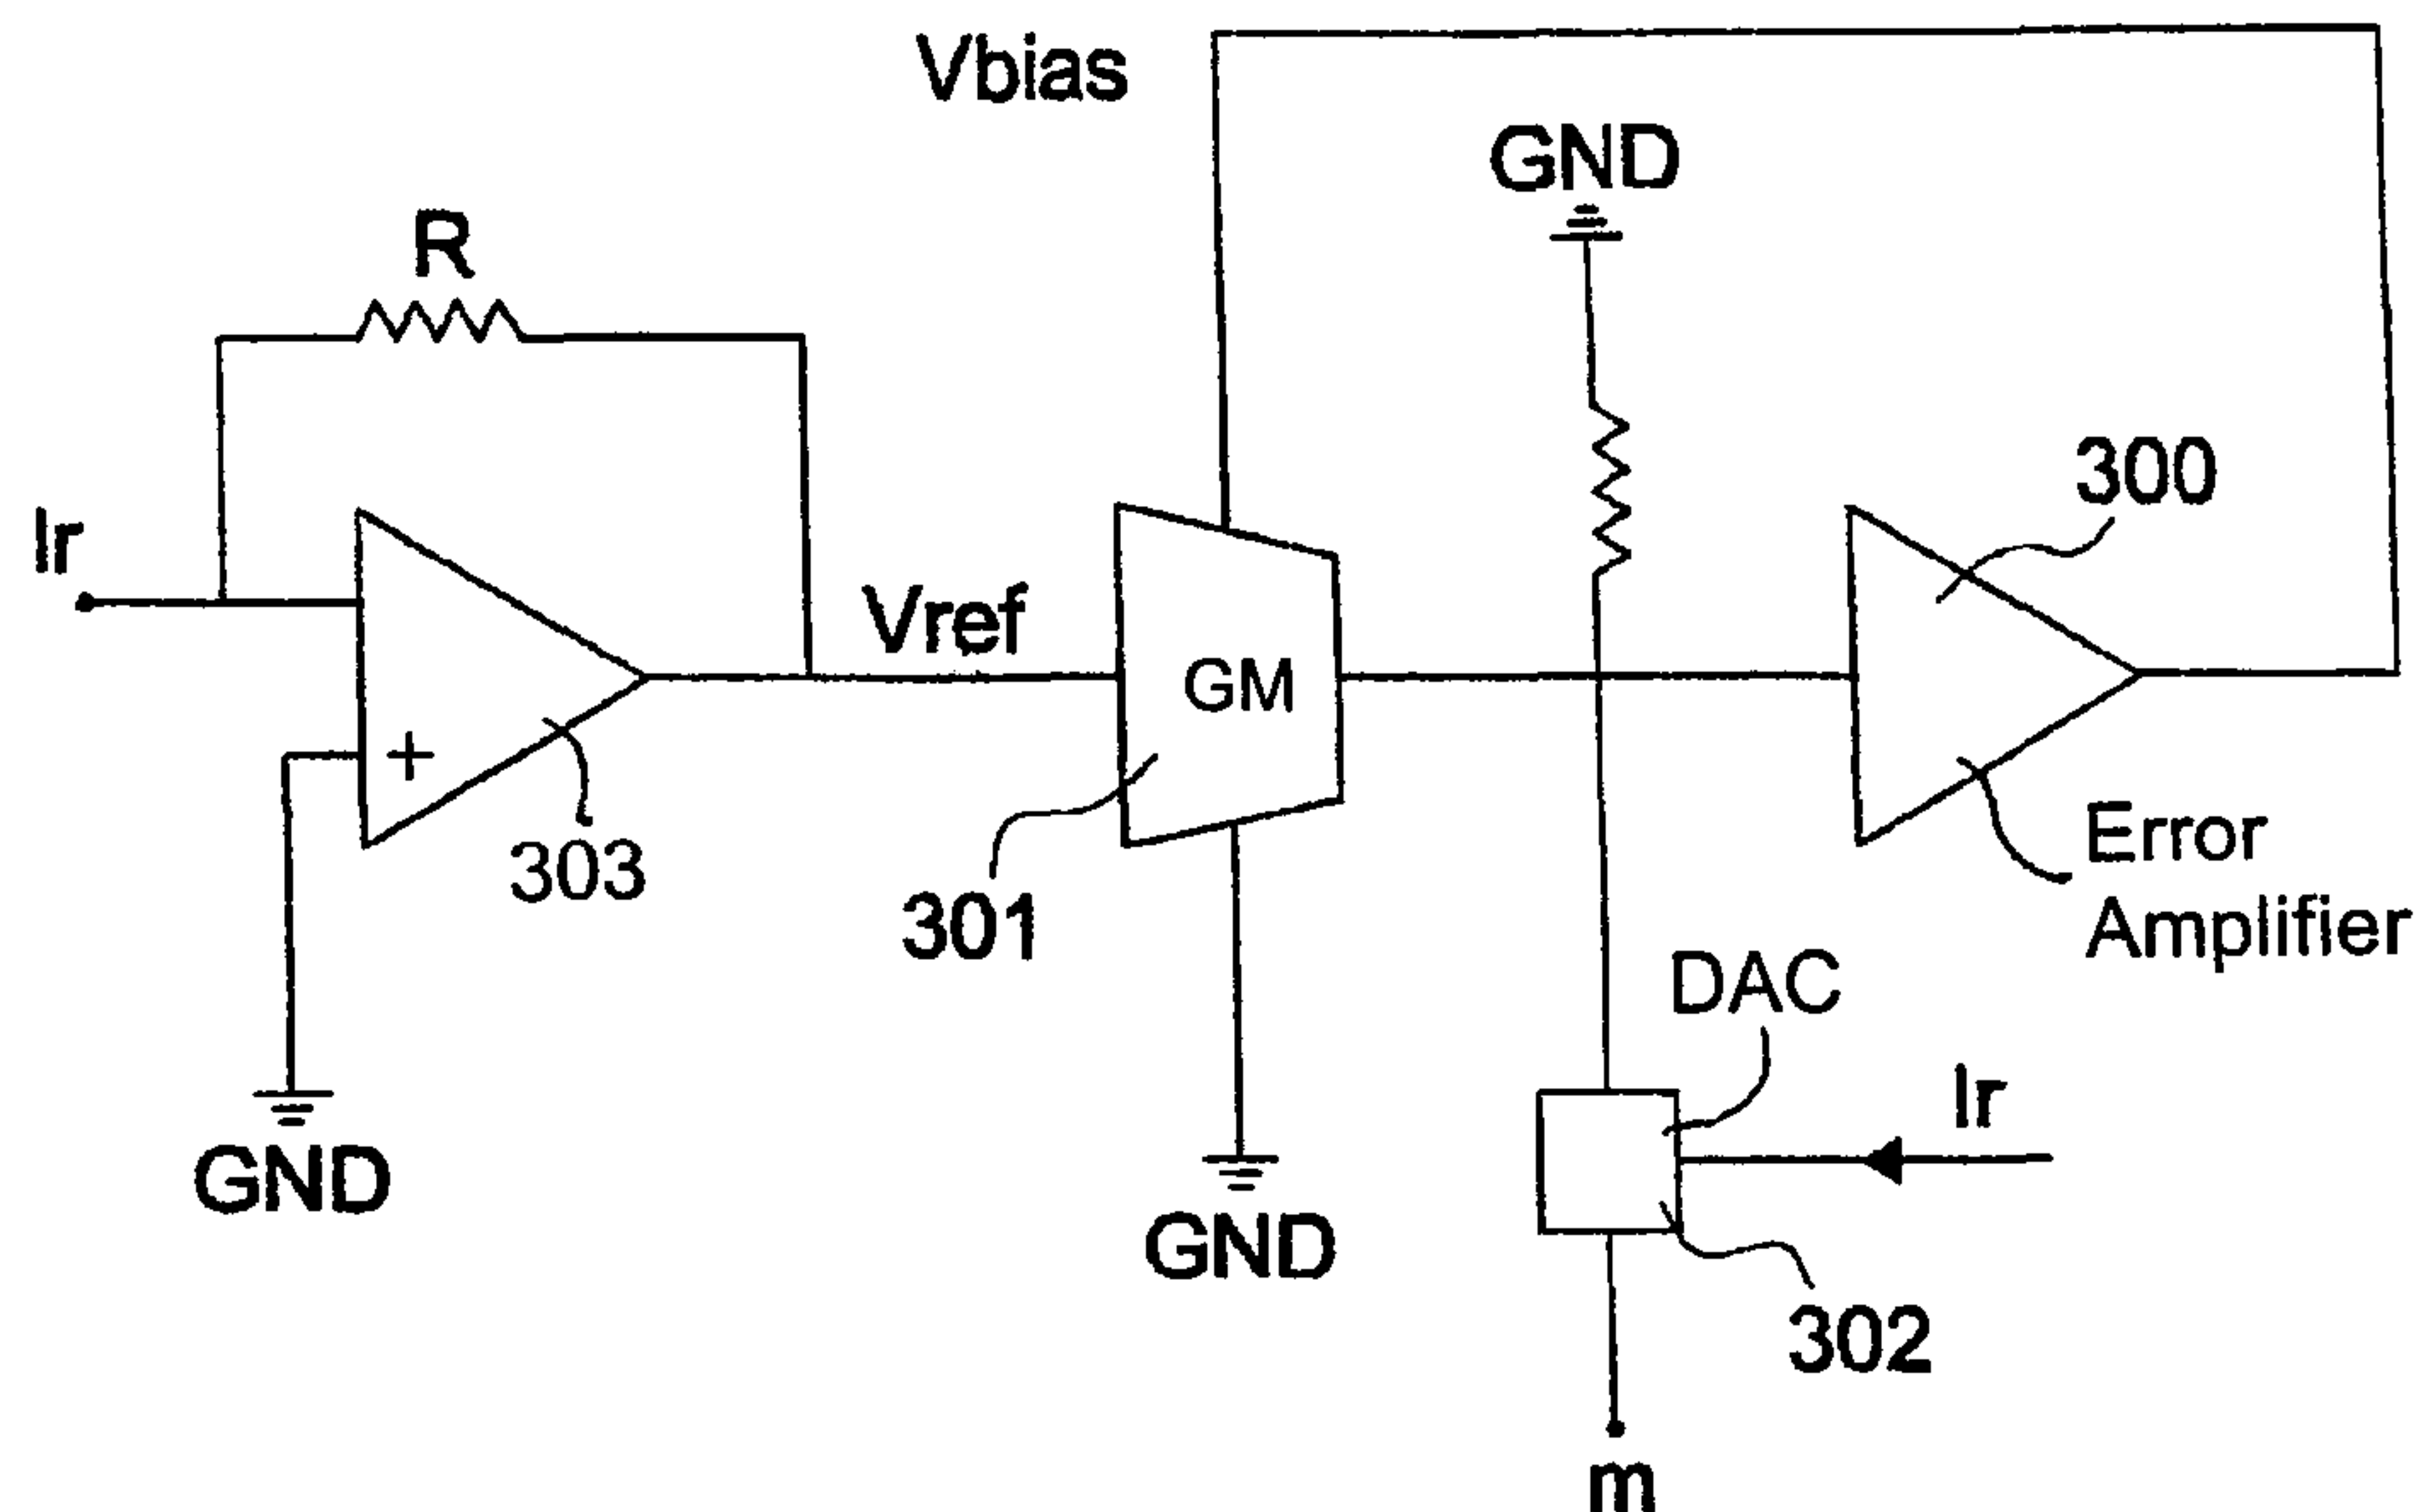 Vbias
GND
R
300
Ir
Vref
GM
+
303
301
Error
Amplifier
DAC
Ir
GND
GND
302
m